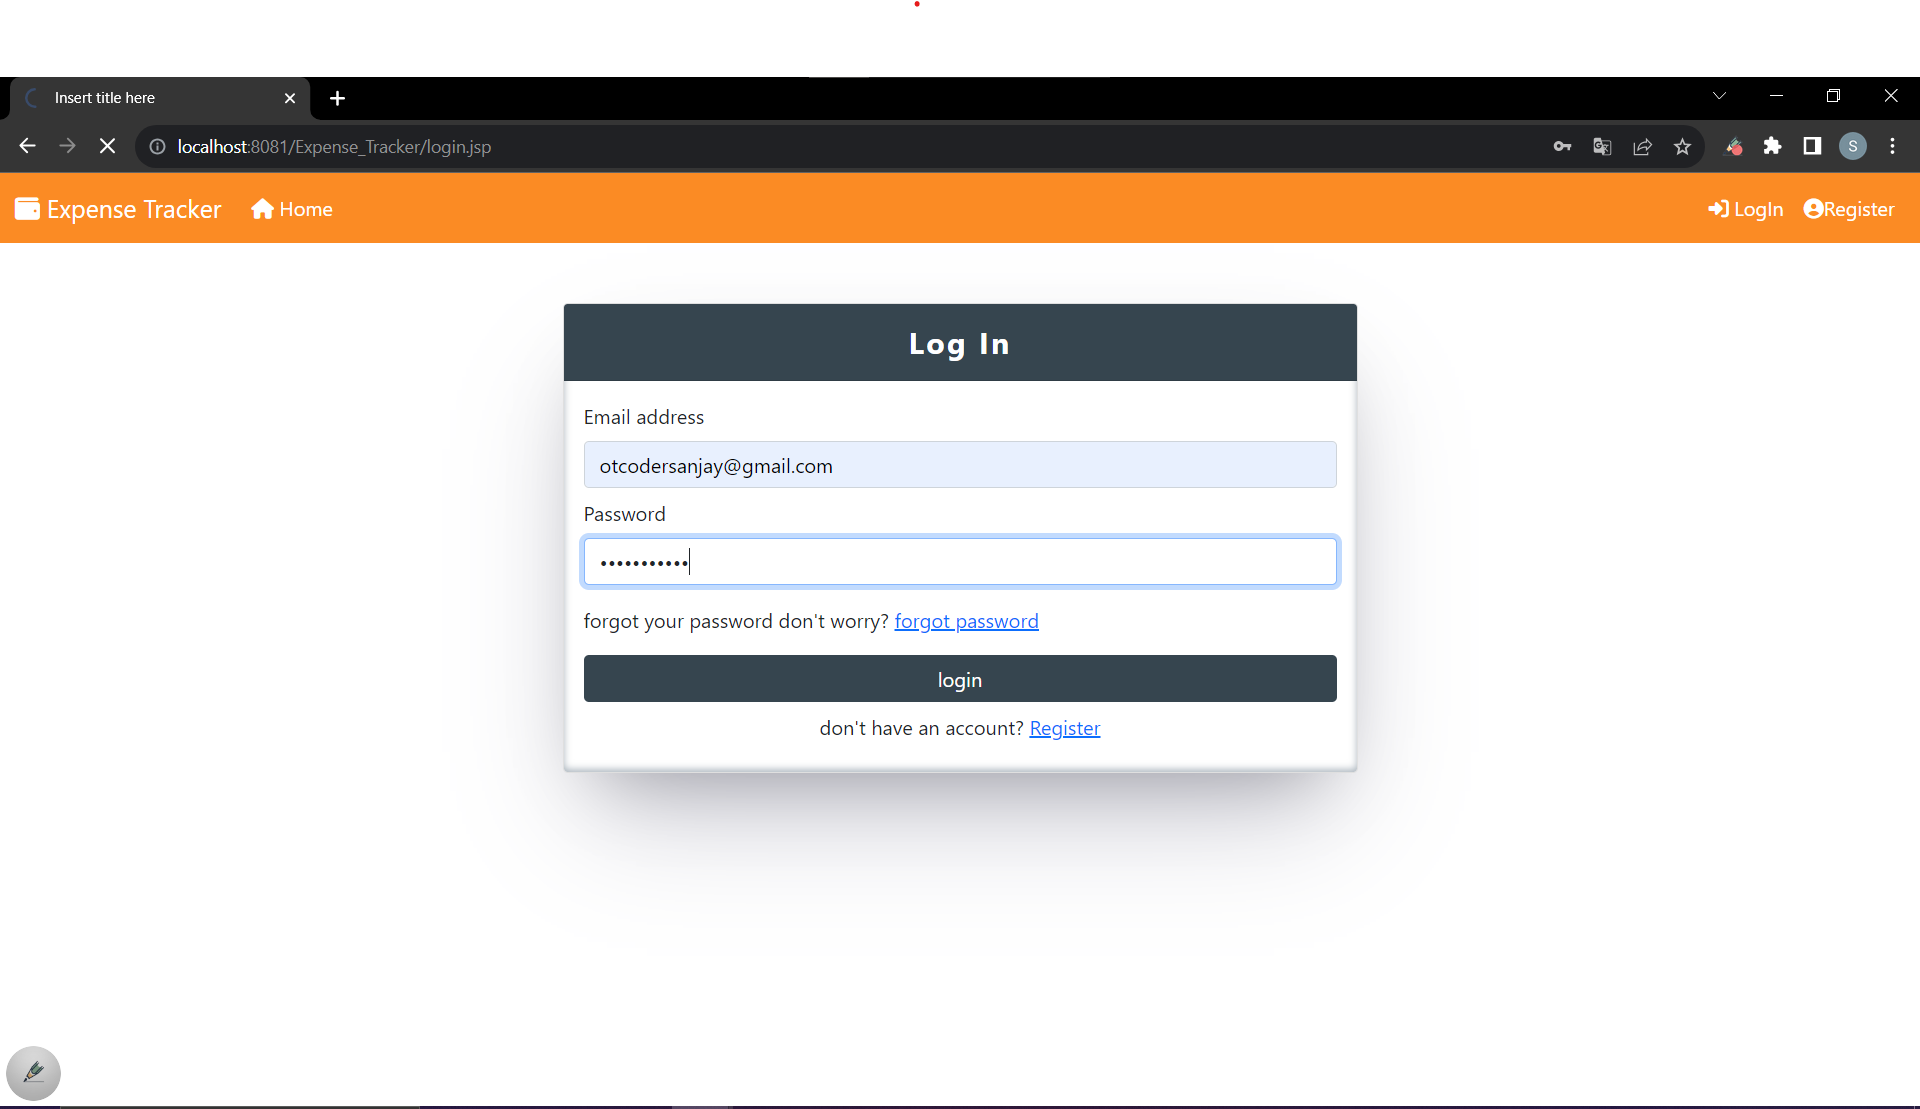 Insert title here
localhost:8081/Expense_Tracker/login.jsp
S
Expense Tracker Home LogIn Register
Log In
Email address
otcodersanjay@gmail.com
Password
•••••••••••
forgot your password don't worry? forgot password
login
don't have an account? Register